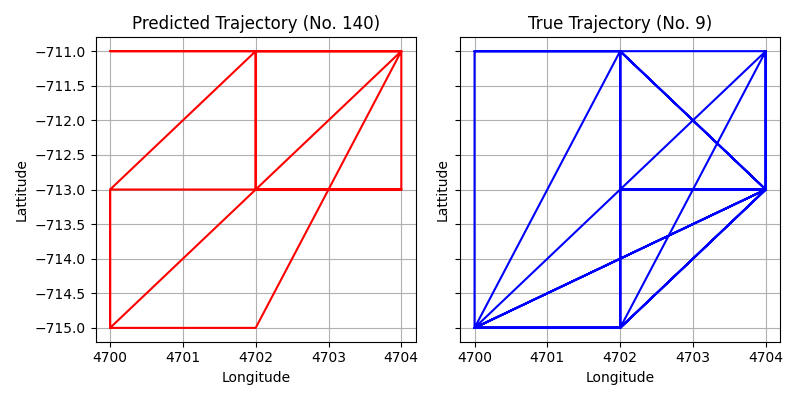 Predicted Trajectory (No. 140)
Lattitude
−711.0
−711.5
−712.0
−712.5
−713.0
−713.5
−714.0
−714.5
−715.0
4700 4701 4702 4703 4704
Longitude
True Trajectory (No. 9)
Lattitude
4700 4701 4702 4703 4704
Longitude